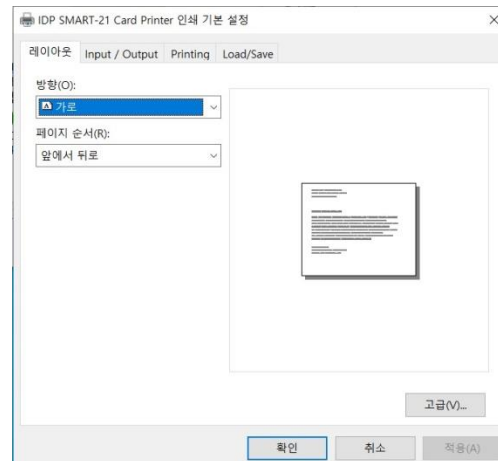 IDP SMART-21 Card Printer 인쇄 기본 설정
레이아웃 Input / Output Printing Load/Save
방향(O):
가로
페이지 순서(R):
앞에서 뒤로
고급(V)...
확인 취소 적용(A)